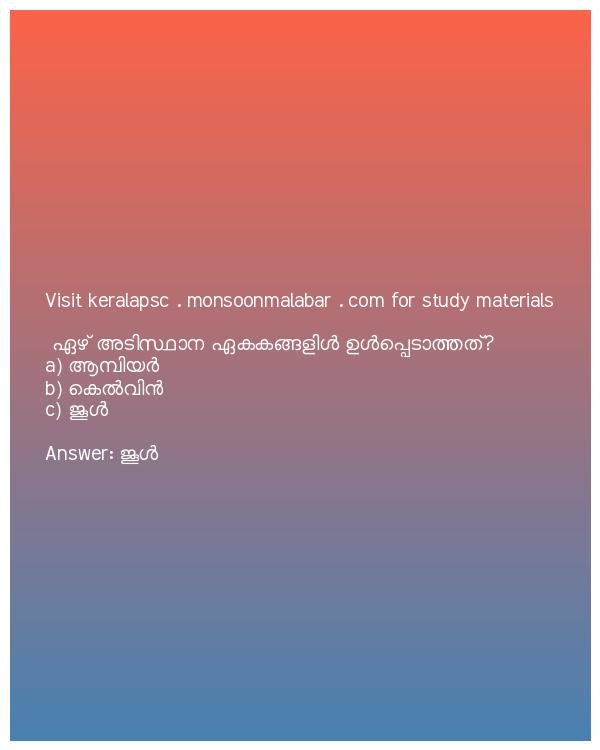 Visit keralapsc . monsoonmalabar . com for study materials
ഏഴ് അടിസ്ഥാന ഏകകങ്ങളിൽ ഉൾപ്പെടാത്തത്?
a) ആമ്പിയർ
b) കെൽവിൻ
c) ജൂൾ
Answer: ജൂൾ